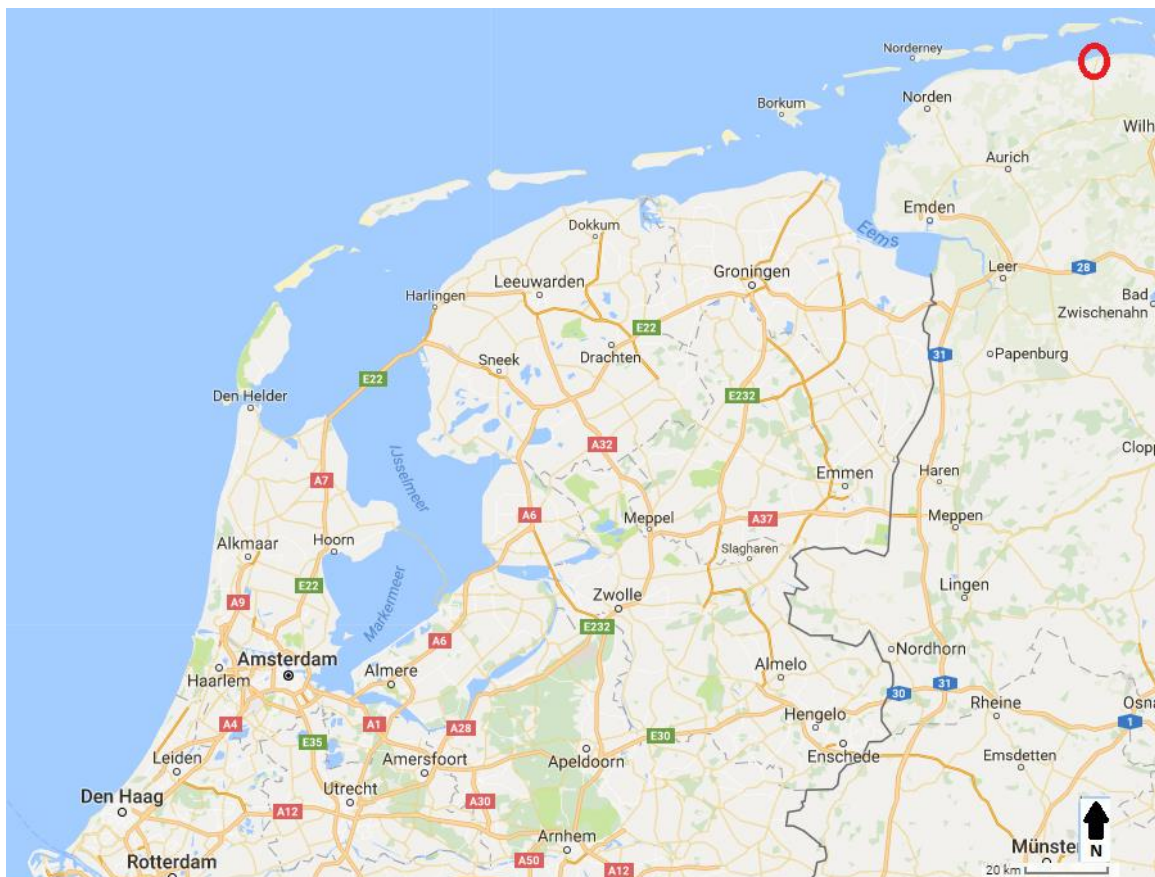 Norderney
Borkum
Norden
Wilh
Aurich
Emden
Dokkum
Eems
Groningen
Leer
28
Leeuwarden
Harlingen
Bad
Zwischenahn
E22
Drachten
31
Papenburg
Sneek
E22
Den Helder
E232
A32
Clopp
IJsselmeer
A7
Emmen
Haren
A6
Meppel
A37
Meppen
Alkmaar
Hoorn
Slagharen
E22
Lingen
A9
Markermeer
Zwolle
E232
A6
Nordhorn
Amsterdam
Haarlem
Almere
Almelo
31
30
Rheine
Osna
A4
A1
A28
Hengelo
1
E35
E30
Leiden
Amersfoort
Apeldoorn
Enschede
Emsdetten
Den Haag
Utrecht
A12
A30
N
Arnhem
Münste
Rotterdam
A50
A12
20 km